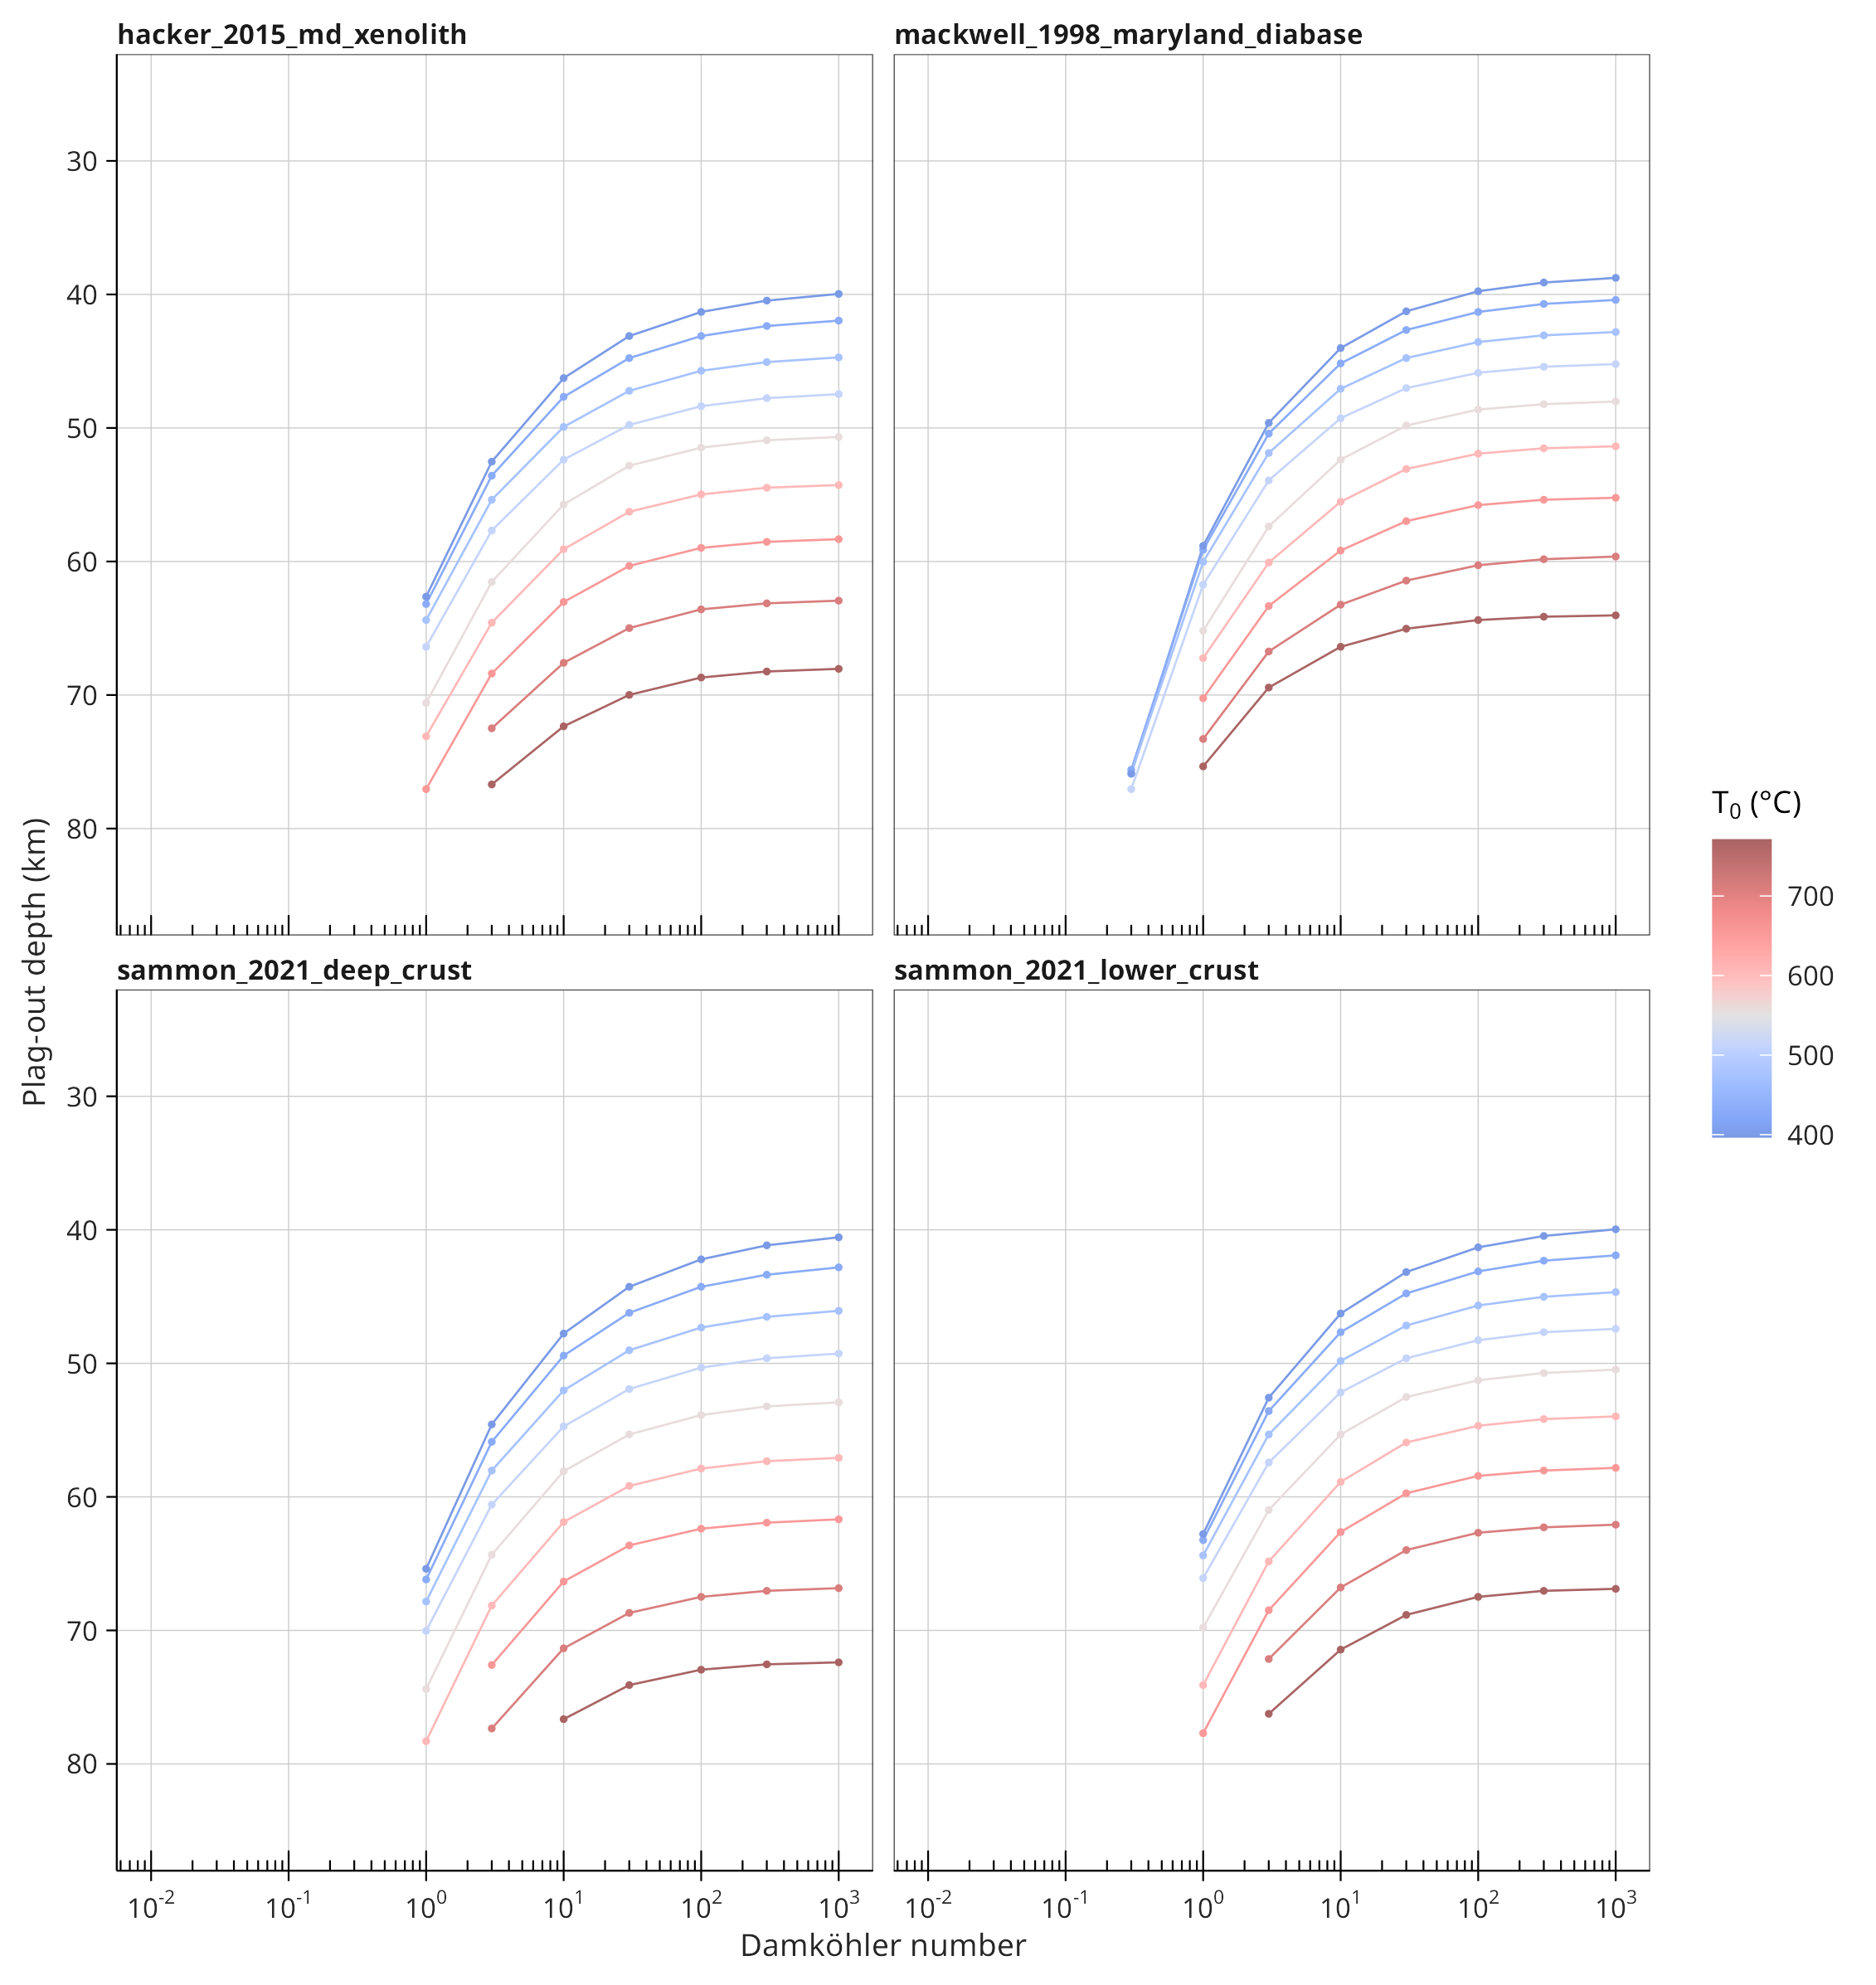 hacker_2015_md_xenolith
mackwell_1998_maryland_diabase
30
40
50
60
70
80
sammon_2021_deep_crust
sammon_2021_lower_crust
30
40
50
60
70
80
Plag-out depth (km)
10⁻² 10⁻¹ 10⁰ 10¹ 10² 10³
10⁻² 10⁻¹ 10⁰ 10¹ 10² 10³
Damköhler number
T₀ (°C)
700
600
500
400